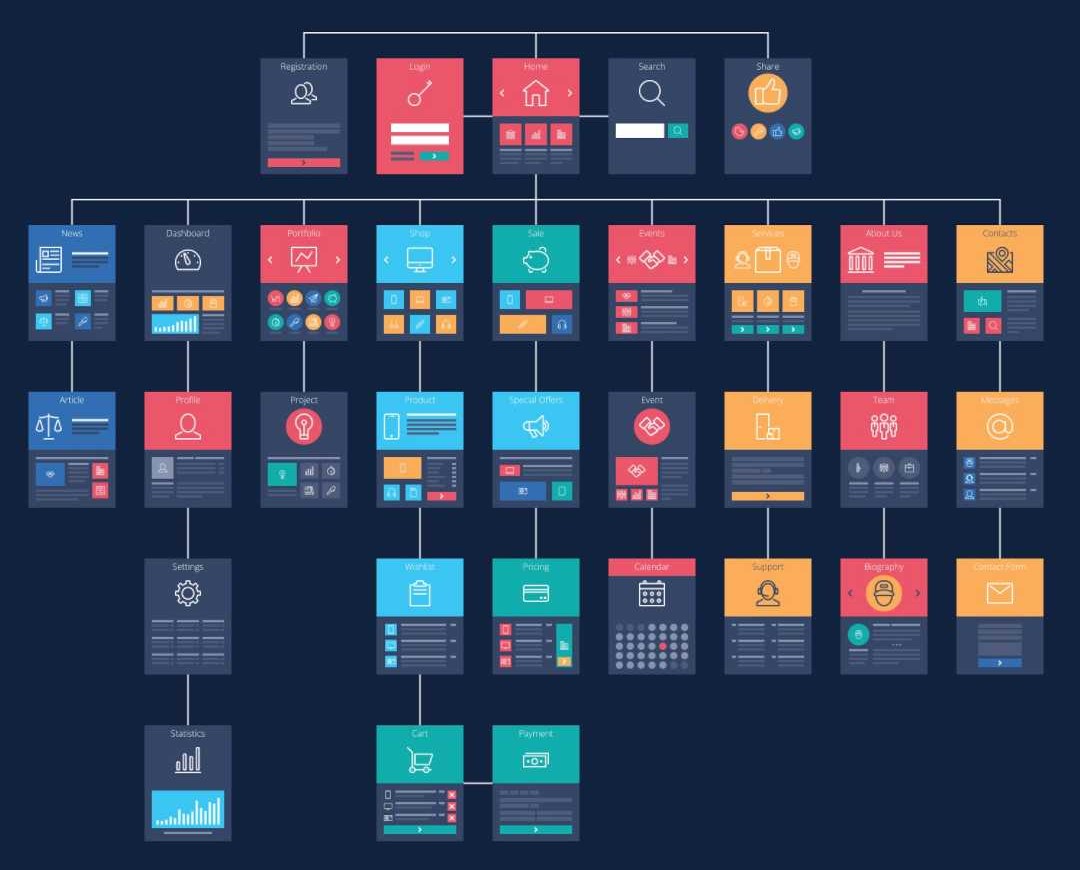 Registration
Login
Home
Search
Share
News
Dashboard
Portfolio
Shop
Sale
Events
Services
About Us
Contacts
Article
Profile
Project
Product
Special Offers
Event
Delivery
Team
Messages
Settings
Wishlist
Pricing
Calendar
Support
Biography
Contact Form
Statistics
Cart
Payment